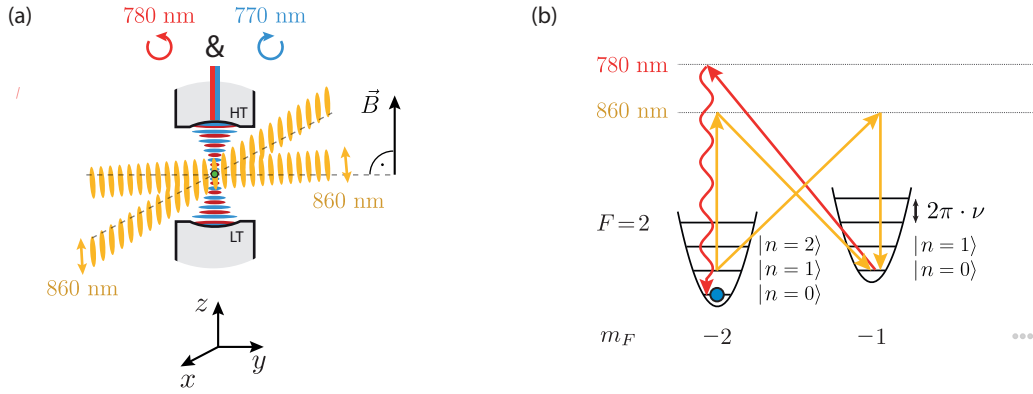 (a)
780 nm
&
770 nm
HT
B⃗
860 nm
LT
860 nm
z
y
x
(b)
780 nm
860 nm
F=2
2π · ν
|n = 2⟩
|n = 1⟩
|n = 0⟩
|n = 1⟩
|n = 0⟩
m_F
−2
−1
•••